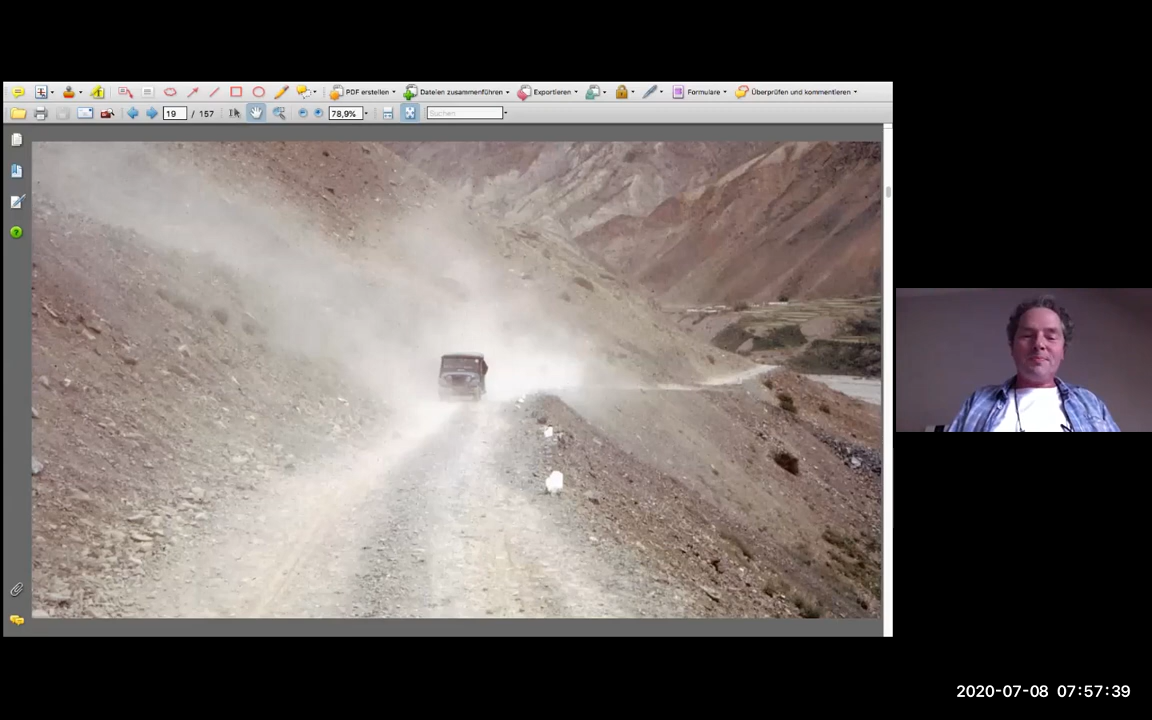 PDF erstellen Dateien zusammenführen Exportieren Formulare Überprüfen und kommentieren
19 / 157 78,9% Suchen
2020-07-08 07:57:39